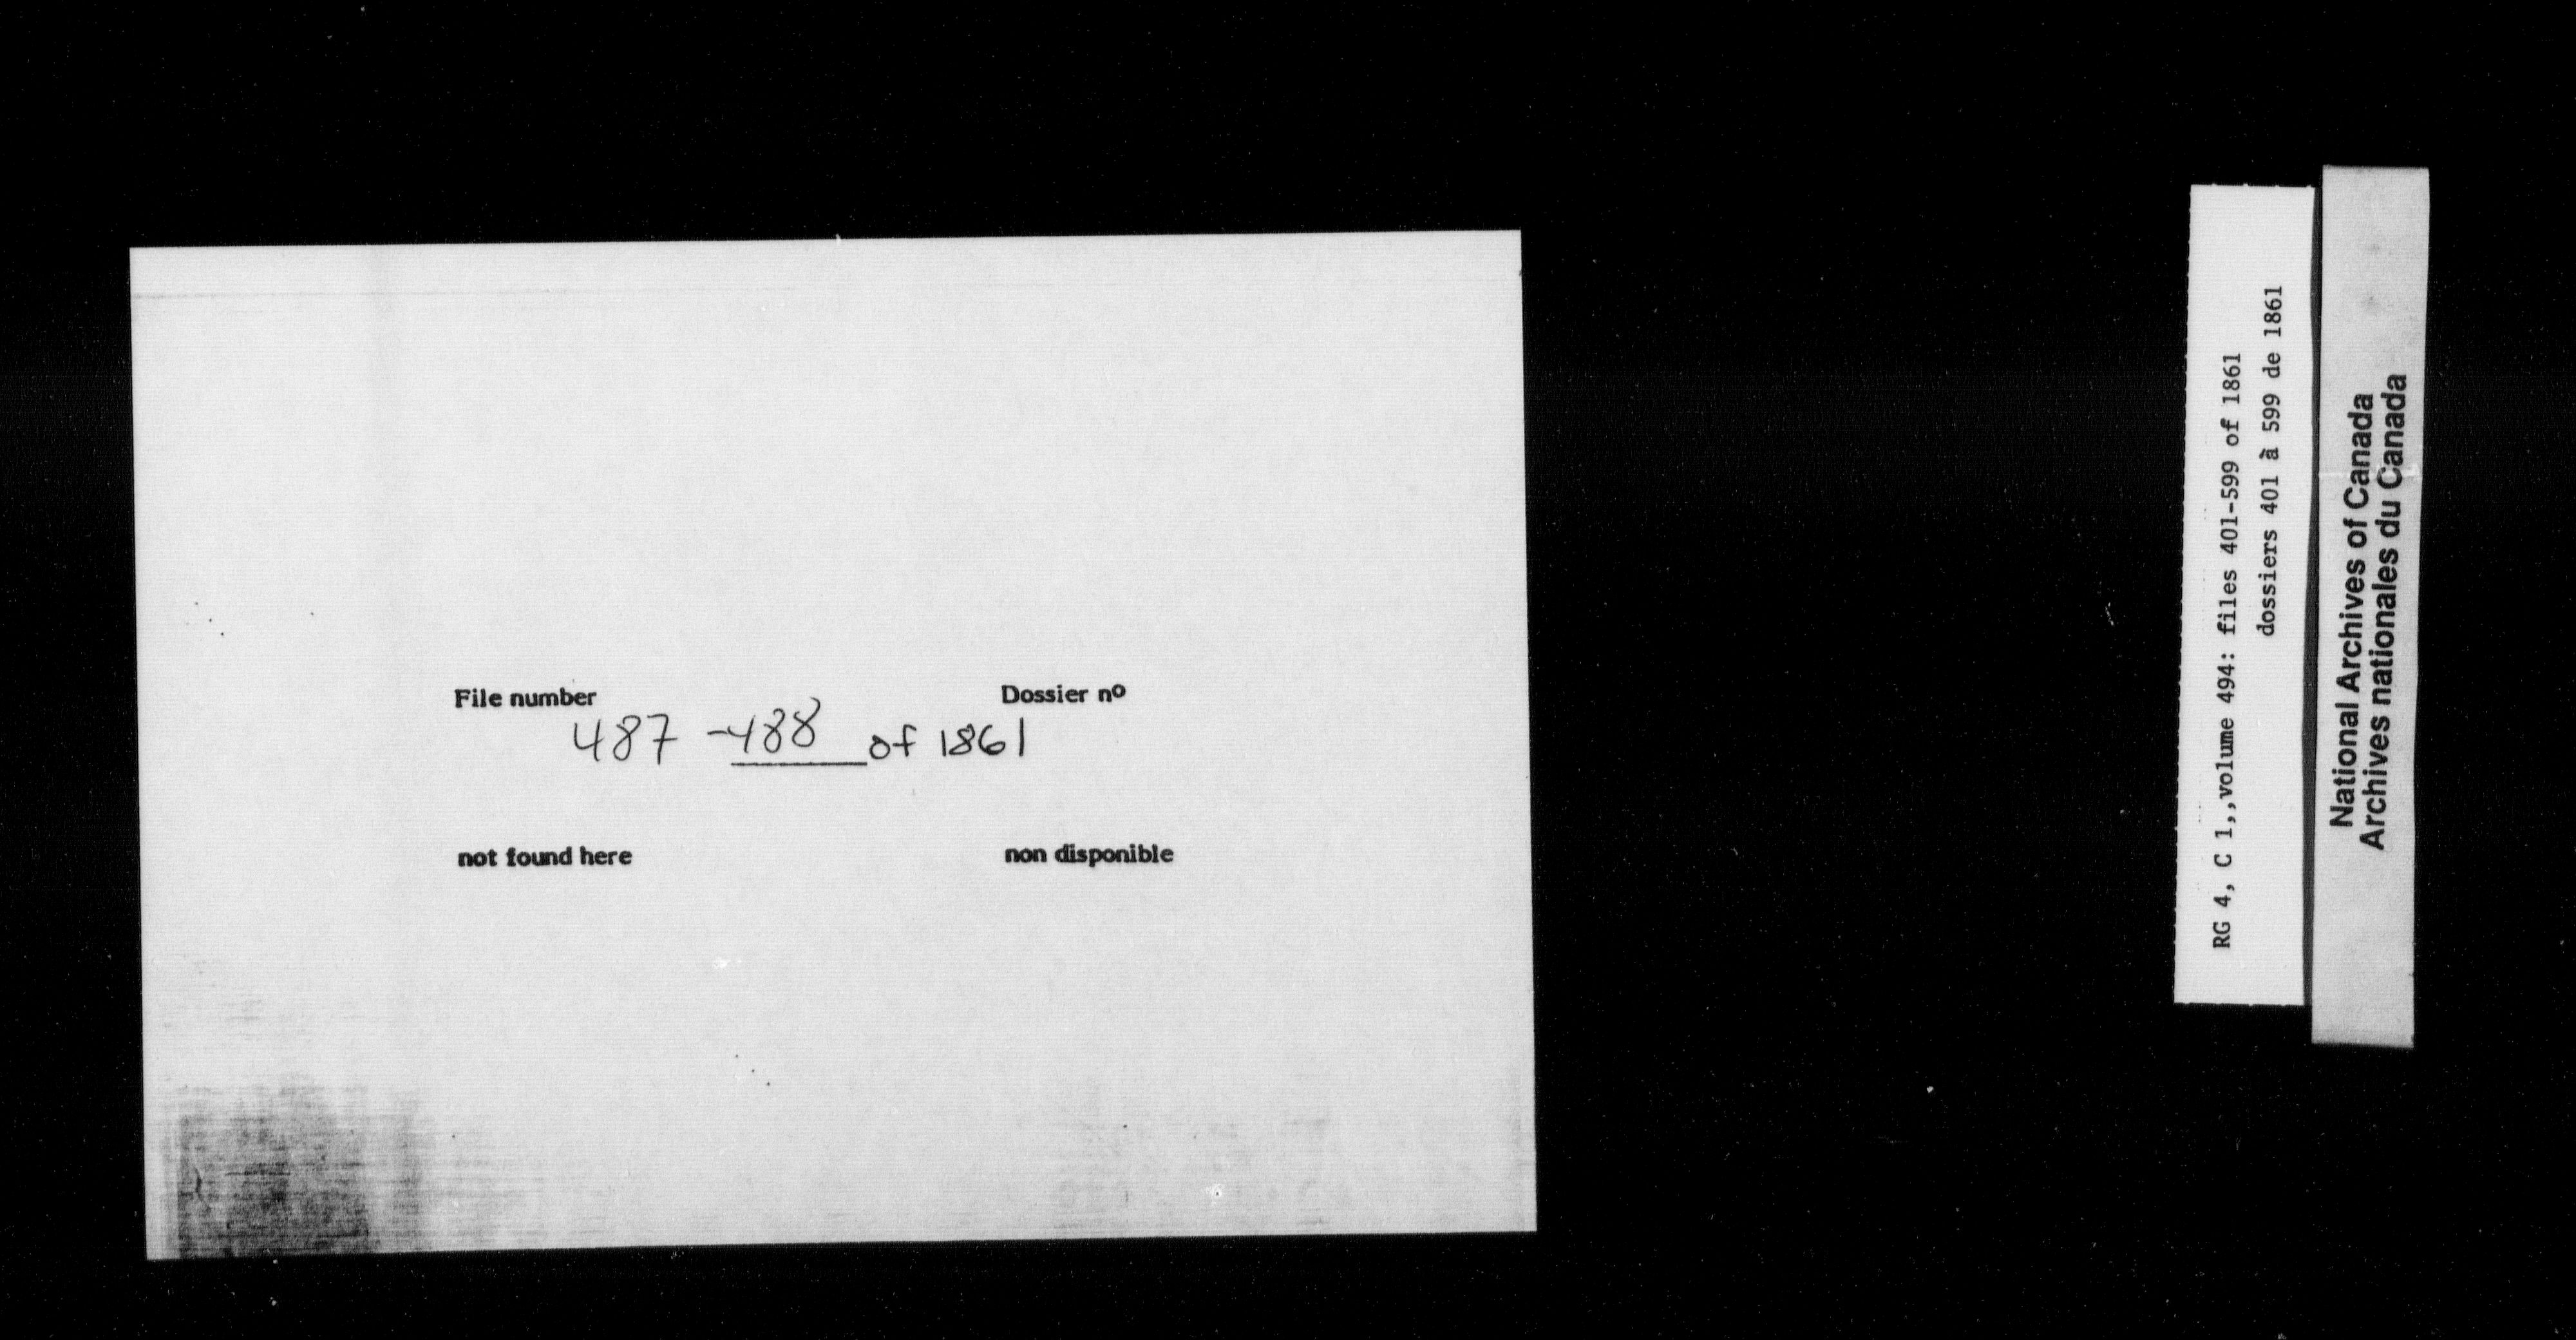 File number Dossier nº
487 - 488 of 1861
not found here non disponible
RG 4, C 1,,volume 494: files 401-599 of 1861
dossiers 401 à 599 de 1861
National Archives of Canada
Archives nationales du Canada